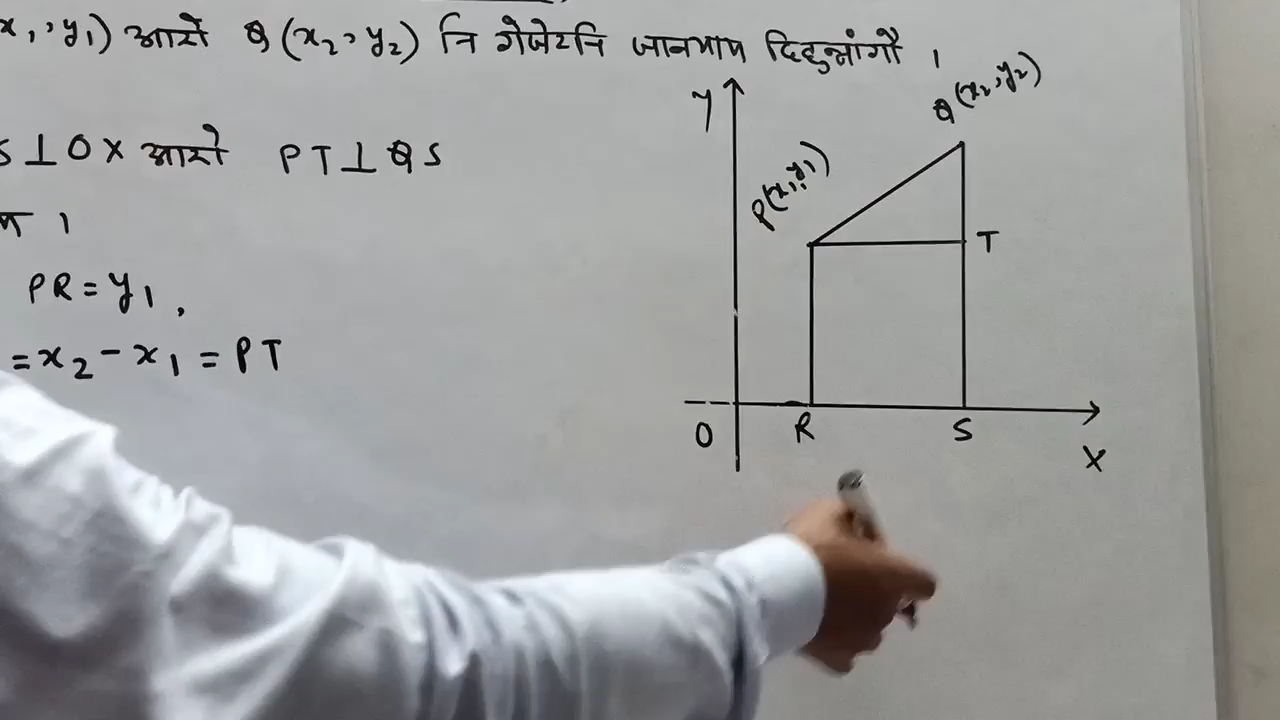 x₁, y₁) आरो Q (x₂, y₂) नि गेजेरनि जानथाय दिहुन्नांगौ ।
S ⊥ OX आरो PT ⊥ QS
PR = y₁,
= x₂ - x₁ = PT
y
Q (x₂, y₂)
P(x₁, y₁)
T
O
R
S
X